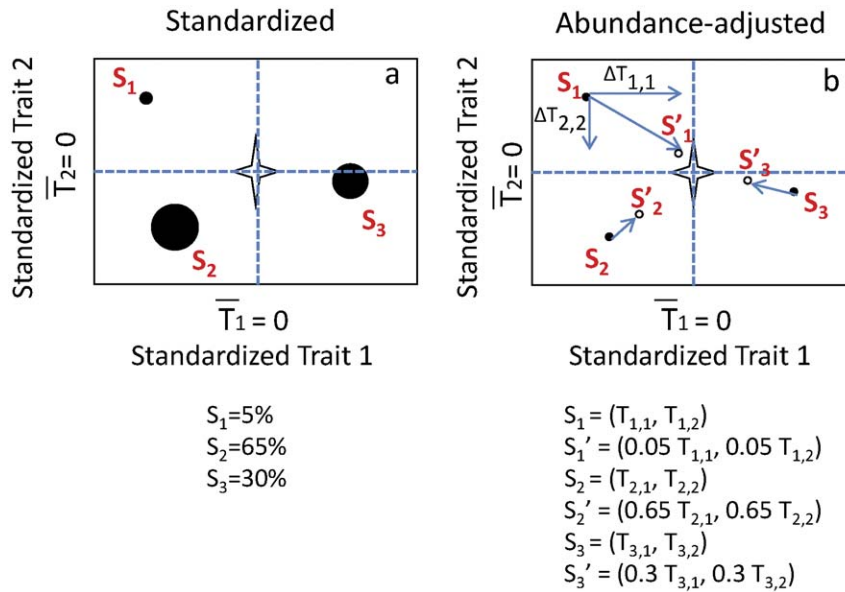 Standardized
Abundance-adjusted
Standardized Trait 2
T̅₂= 0
a
S₁
S₂
S₃
T̅₁ = 0
Standardized Trait 1
S₁=5%
S₂=65%
S₃=30%
Standardized Trait 2
T̅₂= 0
b
S₁
ΔT₁,₁
ΔT₂,₂
S'₁
S'₃
S'₂
S₃
S₂
T̅₁ = 0
Standardized Trait 1
S₁ = (T₁,₁, T₁,₂)
S₁' = (0.05 T₁,₁, 0.05 T₁,₂)
S₂ = (T₂,₁, T₂,₂)
S₂' = (0.65 T₂,₁, 0.65 T₂,₂)
S₃ = (T₃,₁, T₃,₂)
S₃' = (0.3 T₃,₁, 0.3 T₃,₂)